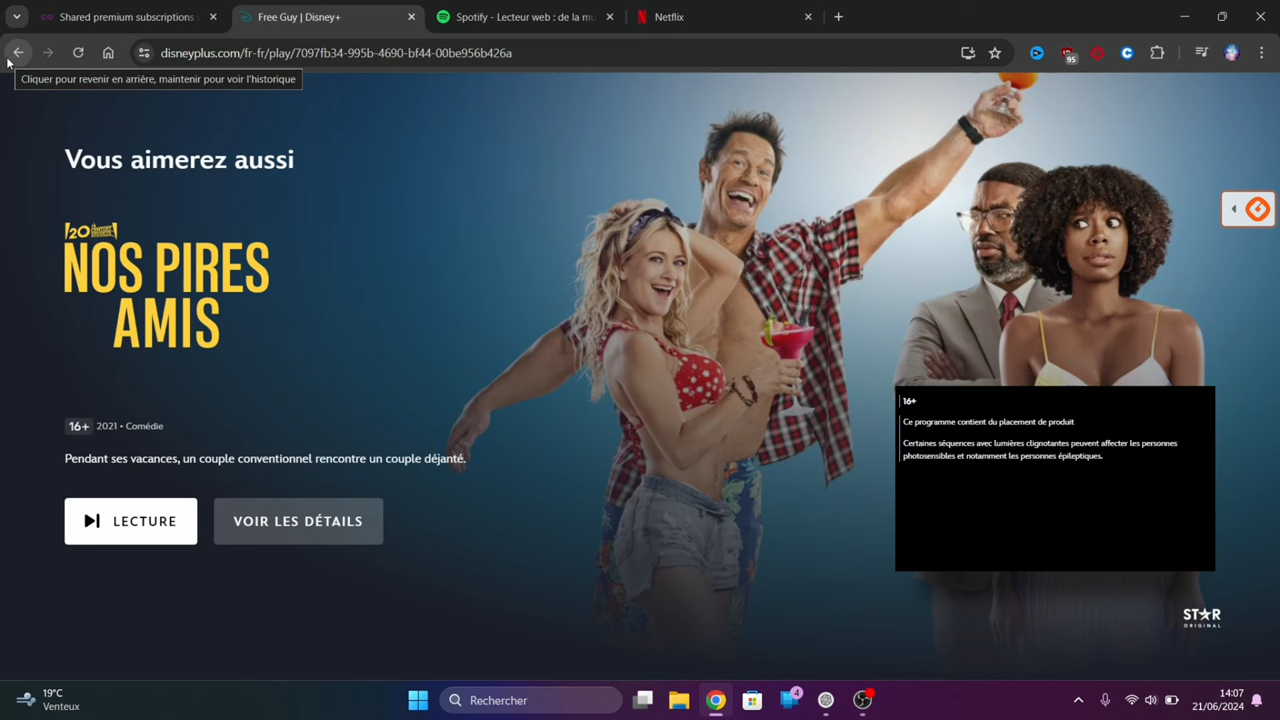 Shared premium subscriptions
Free Guy | Disney+
Spotify - Lecteur web : de la mu
Netflix
disneyplus.com/fr-fr/play/7097fb34-995b-4690-bf44-00be956b426a
95
Cliquer pour revenir en arrière, maintenir pour voir l'historique
Vous aimerez aussi
NOS PIRES
AMIS
16+ 2021 • Comédie
Pendant ses vacances, un couple conventionnel rencontre un couple déjanté.
LECTURE
VOIR LES DÉTAILS
16+
Ce programme contient du placement de produit
Certaines séquences avec lumières clignotantes peuvent affecter les personnes
photosensibles et notamment les personnes épileptiques.
STAR
ORIGINAL
19°C
Venteux
Rechercher
4
14:07
21/06/2024